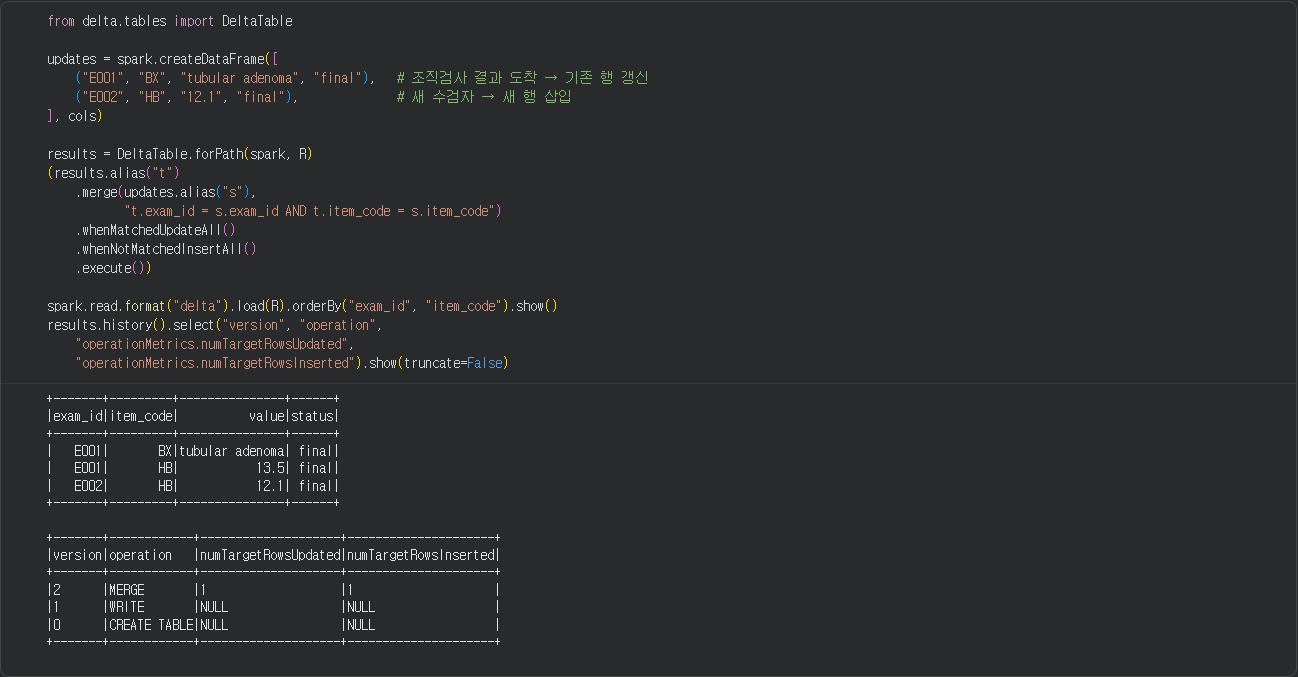 from delta.tables import DeltaTable
updates = spark.createDataFrame([
    ("E001", "BX", "tubular adenoma", "final"),   # 조직검사 결과 도착 → 기존 행 갱신
    ("E002", "HB", "12.1", "final"),              # 새 수검자 → 새 행 삽입
], cols)
results = DeltaTable.forPath(spark, R)
(results.alias("t")
    .merge(updates.alias("s"),
           "t.exam_id = s.exam_id AND t.item_code = s.item_code")
    .whenMatchedUpdateAll()
    .whenNotMatchedInsertAll()
    .execute())
spark.read.format("delta").load(R).orderBy("exam_id", "item_code").show()
results.history().select("version", "operation",
    "operationMetrics.numTargetRowsUpdated",
    "operationMetrics.numTargetRowsInserted").show(truncate=False)
+-------+---------+---------------+------+
|exam_id|item_code|          value|status|
+-------+---------+---------------+------+
|   E001|       BX|tubular adenoma| final|
|   E001|       HB|           13.5| final|
|   E002|       HB|           12.1| final|
+-------+---------+---------------+------+
+-------+------------+--------------------+---------------------+
|version|operation   |numTargetRowsUpdated|numTargetRowsInserted|
+-------+------------+--------------------+---------------------+
|2      |MERGE       |1                   |1                    |
|1      |WRITE       |NULL                |NULL                 |
|0      |CREATE TABLE|NULL                |NULL                 |
+-------+------------+--------------------+---------------------+